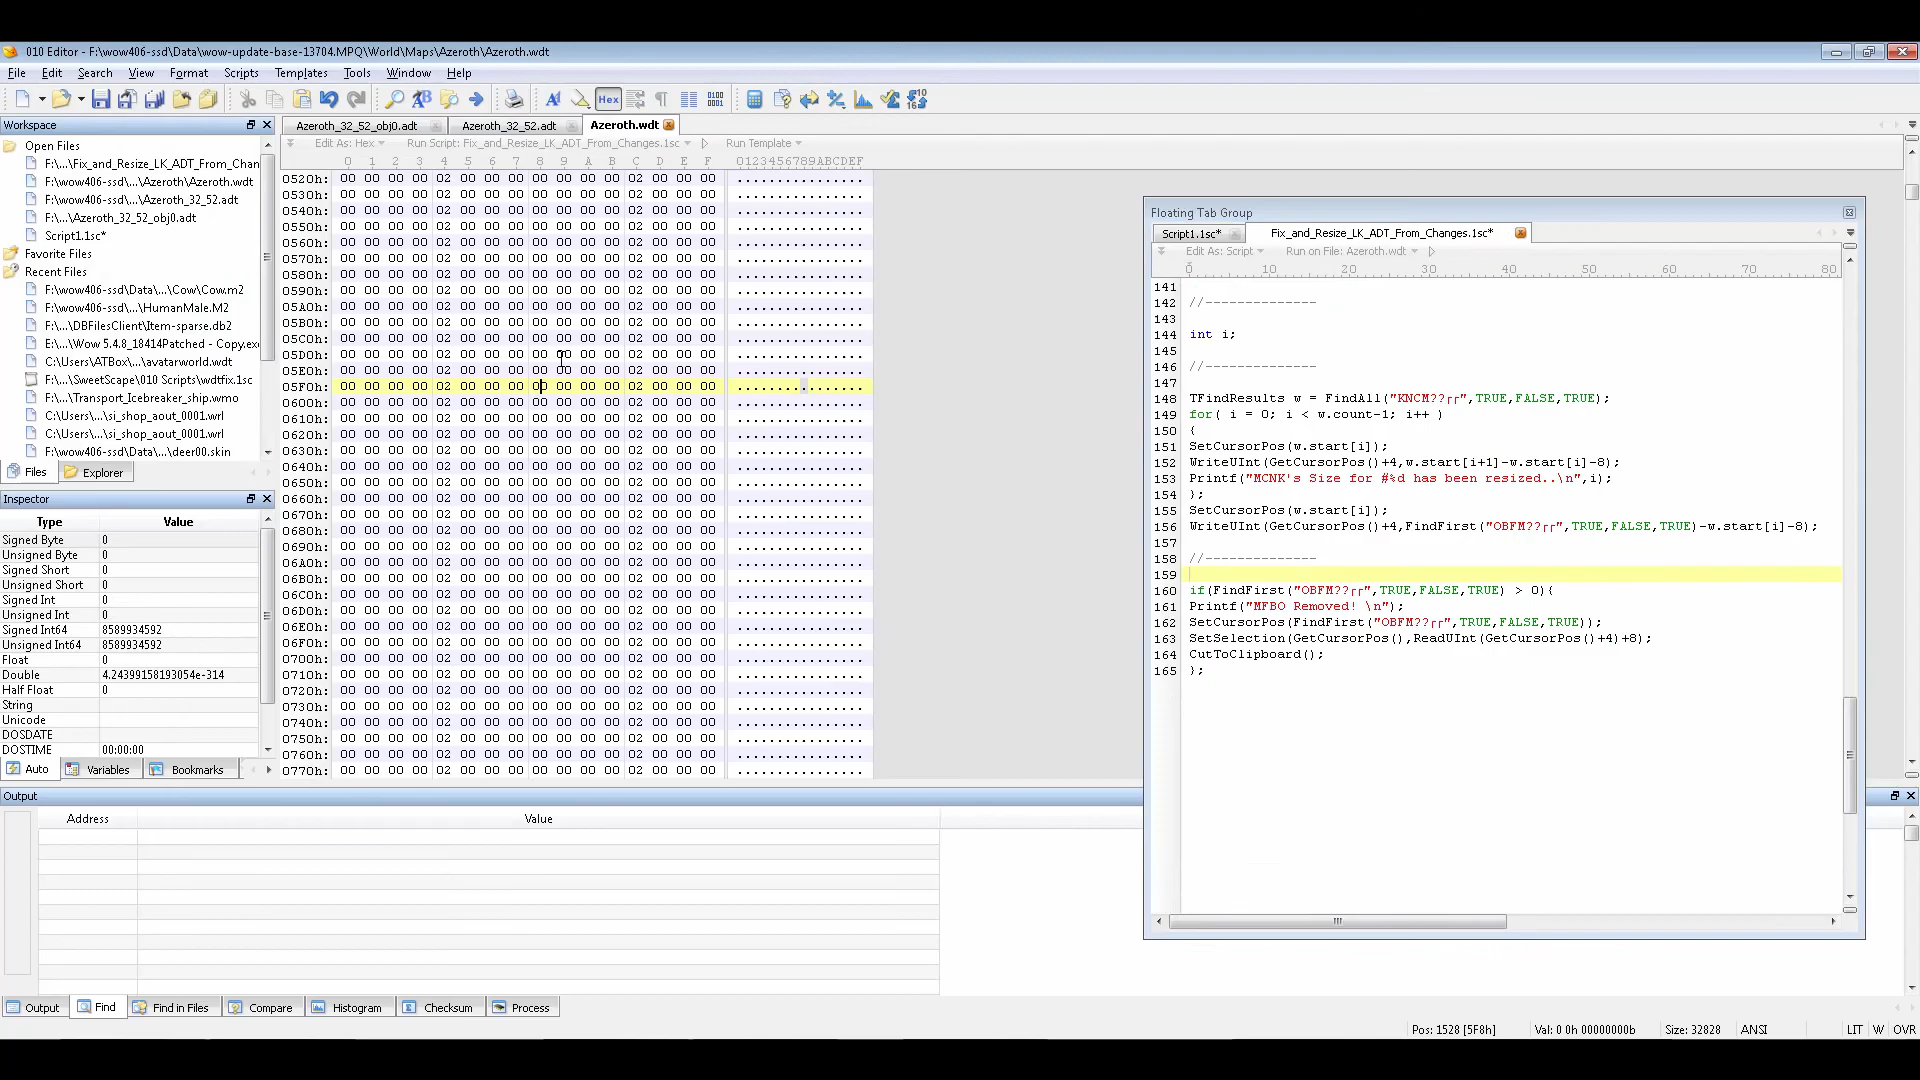 010 Editor - F:\wow406-ssd\Data\wow-update-base-13704.MPQ\World\Maps\Azeroth\Azeroth.wdt
File Edit Search View Format Scripts Templates Tools Window Help
Workspace
Open Files
F:\...\Fix_and_Resize_LK_ADT_From_Chan
F:\wow406-ssd\...\Azeroth\Azeroth.wdt
F:\wow406-ssd\...\Azeroth_32_52.adt
F:\...\Azeroth_32_52_obj0.adt
Script1.1sc*
Favorite Files
Recent Files
F:\wow406-ssd\Data\...\Cow\Cow.m2
F:\wow406-ssd\...\HumanMale.M2
F:\...\DBFilesClient\Item-sparse.db2
E:\...\Wow 5.4.8_18414Patched - Copy.exe
C:\Users\ATBox\...\avatarworld.wdt
F:\...\SweetScape\010 Scripts\wdtfix.1sc
F:\...\Transport_Icebreaker_ship.wmo
C:\Users\...\si_shop_aout_0001.wrl
C:\Users\...\si_shop_aout_0001.wrl
F:\wow406-ssd\Data\...\deer00.skin
Files Explorer
Inspector
Type Value
Signed Byte 0
Unsigned Byte 0
Signed Short 0
Unsigned Short 0
Signed Int 0
Unsigned Int 0
Signed Int64 8589934592
Unsigned Int64 8589934592
Float 0
Double 4.24399158193054e-314
Half Float 0
String
Unicode
DOSDATE
DOSTIME 00:00:00
Auto Variables Bookmarks
Azeroth_32_52_obj0.adt Azeroth_32_52.adt Azeroth.wdt
Edit As: Hex Run Script: Fix_and_Resize_LK_ADT_From_Changes.1sc Run Template
0 1 2 3 4 5 6 7 8 9 A B C D E F 0123456789ABCDEF
0520h: 00 00 00 00 02 00 00 00 00 00 00 00 02 00 00 00 ................
0530h: 00 00 00 00 02 00 00 00 00 00 00 00 02 00 00 00 ................
0540h: 00 00 00 00 02 00 00 00 00 00 00 00 02 00 00 00 ................
0550h: 00 00 00 00 02 00 00 00 00 00 00 00 02 00 00 00 ................
0560h: 00 00 00 00 02 00 00 00 00 00 00 00 02 00 00 00 ................
0570h: 00 00 00 00 02 00 00 00 00 00 00 00 02 00 00 00 ................
0580h: 00 00 00 00 02 00 00 00 00 00 00 00 02 00 00 00 ................
0590h: 00 00 00 00 02 00 00 00 00 00 00 00 02 00 00 00 ................
05A0h: 00 00 00 00 02 00 00 00 00 00 00 00 02 00 00 00 ................
05B0h: 00 00 00 00 02 00 00 00 00 00 00 00 02 00 00 00 ................
05C0h: 00 00 00 00 02 00 00 00 00 00 00 00 02 00 00 00 ................
05D0h: 00 00 00 00 02 00 00 00 00 00 00 00 02 00 00 00 ................
05E0h: 00 00 00 00 02 00 00 00 00 00 00 00 02 00 00 00 ................
05F0h: 00 00 00 00 02 00 00 00 00 00 00 00 02 00 00 00 ................
0600h: 00 00 00 00 02 00 00 00 00 00 00 00 02 00 00 00 ................
0610h: 00 00 00 00 02 00 00 00 00 00 00 00 02 00 00 00 ................
0620h: 00 00 00 00 02 00 00 00 00 00 00 00 02 00 00 00 ................
0630h: 00 00 00 00 02 00 00 00 00 00 00 00 02 00 00 00 ................
0640h: 00 00 00 00 02 00 00 00 00 00 00 00 02 00 00 00 ................
0650h: 00 00 00 00 02 00 00 00 00 00 00 00 02 00 00 00 ................
0660h: 00 00 00 00 02 00 00 00 00 00 00 00 02 00 00 00 ................
0670h: 00 00 00 00 02 00 00 00 00 00 00 00 02 00 00 00 ................
0680h: 00 00 00 00 02 00 00 00 00 00 00 00 02 00 00 00 ................
0690h: 00 00 00 00 02 00 00 00 00 00 00 00 02 00 00 00 ................
06A0h: 00 00 00 00 02 00 00 00 00 00 00 00 02 00 00 00 ................
06B0h: 00 00 00 00 02 00 00 00 00 00 00 00 02 00 00 00 ................
06C0h: 00 00 00 00 02 00 00 00 00 00 00 00 02 00 00 00 ................
06D0h: 00 00 00 00 02 00 00 00 00 00 00 00 02 00 00 00 ................
06E0h: 00 00 00 00 02 00 00 00 00 00 00 00 02 00 00 00 ................
06F0h: 00 00 00 00 02 00 00 00 00 00 00 00 02 00 00 00 ................
0700h: 00 00 00 00 02 00 00 00 00 00 00 00 02 00 00 00 ................
0710h: 00 00 00 00 02 00 00 00 00 00 00 00 02 00 00 00 ................
0720h: 00 00 00 00 02 00 00 00 00 00 00 00 02 00 00 00 ................
0730h: 00 00 00 00 02 00 00 00 00 00 00 00 02 00 00 00 ................
0740h: 00 00 00 00 02 00 00 00 00 00 00 00 02 00 00 00 ................
0750h: 00 00 00 00 02 00 00 00 00 00 00 00 02 00 00 00 ................
0760h: 00 00 00 00 02 00 00 00 00 00 00 00 02 00 00 00 ................
0770h: 00 00 00 00 02 00 00 00 00 00 00 00 02 00 00 00 ................
Floating Tab Group
Script1.1sc* Fix_and_Resize_LK_ADT_From_Changes.1sc*
Edit As: Script Run on File: Azeroth.wdt
0 10 20 30 40 50 60 70 80
141
142 //--------------
143
144 int i;
145
146 //--------------
147
148 TFindResults w = FindAll("KNCM??┌┌",TRUE,FALSE,TRUE);
149 for( i = 0; i < w.count-1; i++ )
150 {
151 SetCursorPos(w.start[i]);
152 WriteUInt(GetCursorPos()+4,w.start[i+1]-w.start[i]-8);
153 Printf("MCNK's Size for #%d has been resized..\n",i);
154 };
155 SetCursorPos(w.start[i]);
156 WriteUInt(GetCursorPos()+4,FindFirst("OBFM??┌┌",TRUE,FALSE,TRUE)-w.start[i]-8);
157
158 //--------------
159
160 if(FindFirst("OBFM??┌┌",TRUE,FALSE,TRUE) > 0){
161 Printf("MFBO Removed! \n");
162 SetCursorPos(FindFirst("OBFM??┌┌",TRUE,FALSE,TRUE));
163 SetSelection(GetCursorPos(),ReadUInt(GetCursorPos()+4)+8);
164 CutToClipboard();
165 };
Output
Address Value
Output Find Find in Files Compare Histogram Checksum Process
Pos: 1528 [5F8h] Val: 0 0h 00000000b Size: 32828 ANSI LIT W OVR